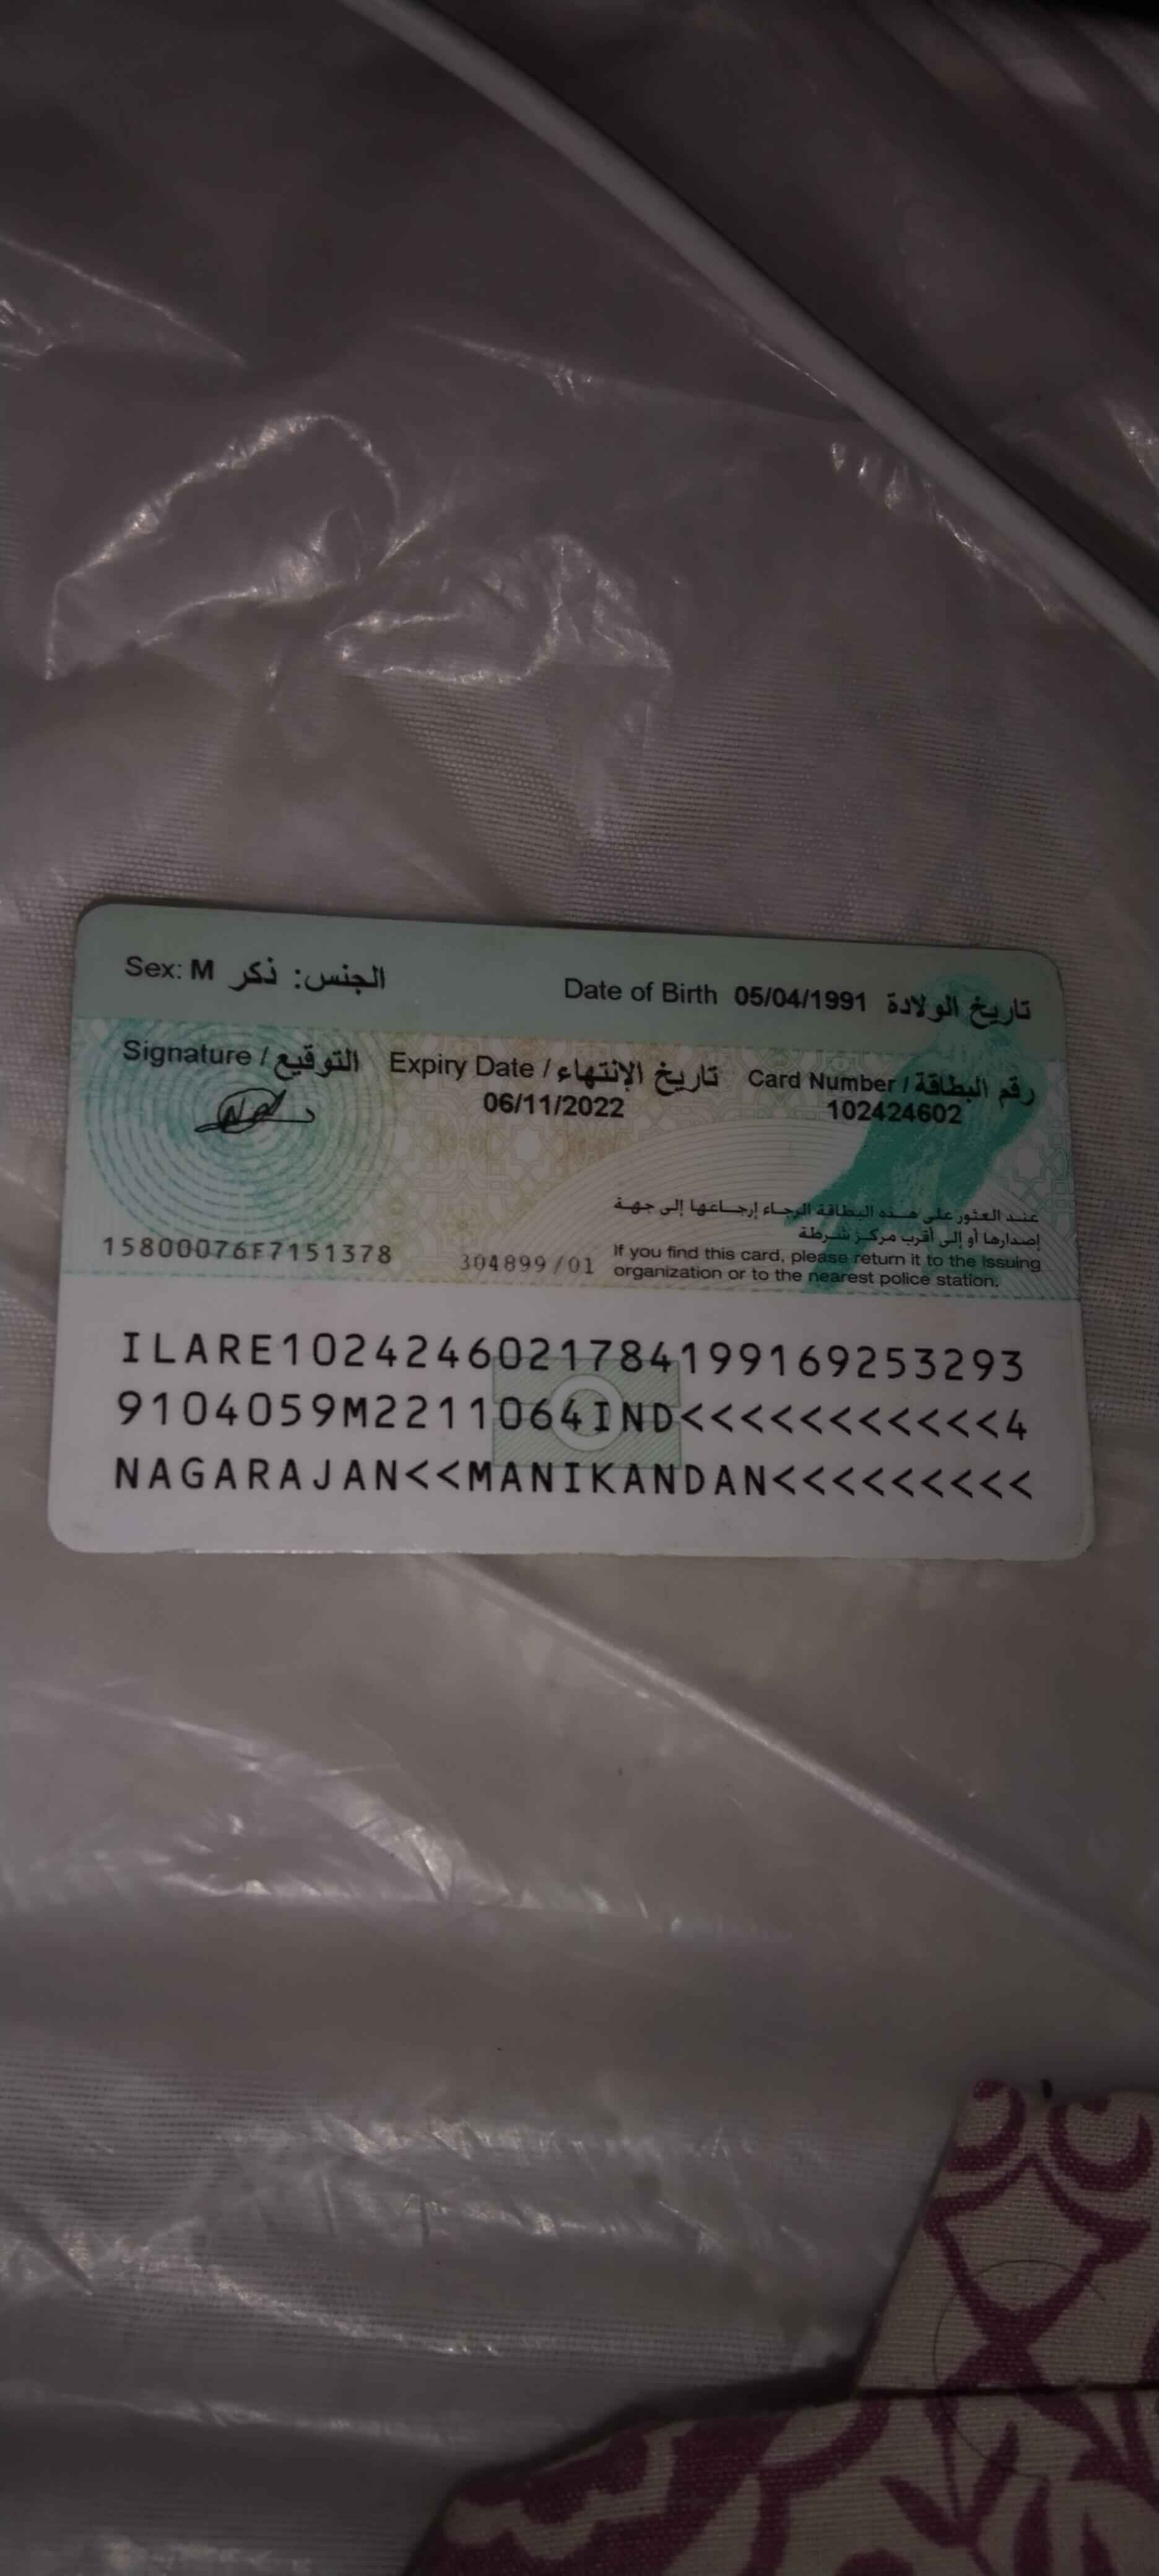 Sex: M الجنس: ذكر
Date of Birth 05/04/1991 تاريخ الولادة
Signature / التوقيع
Expiry Date / تاريخ الإنتهاء
06/11/2022
Card Number / رقم البطاقة
102424602
عند العثور على هذه البطاقة الرجاء إرجاعها إلى جهة
إصدارها أو إلى أقرب مركز شرطة
15800076F7151378
304899/01
If you find this card, please return it to the issuing
organization or to the nearest police station.
ILARE1024246021784199169253293
9104059M2211064IND<<<<<<<<<<<4
NAGARAJAN<<MANIKANDAN<<<<<<<<<